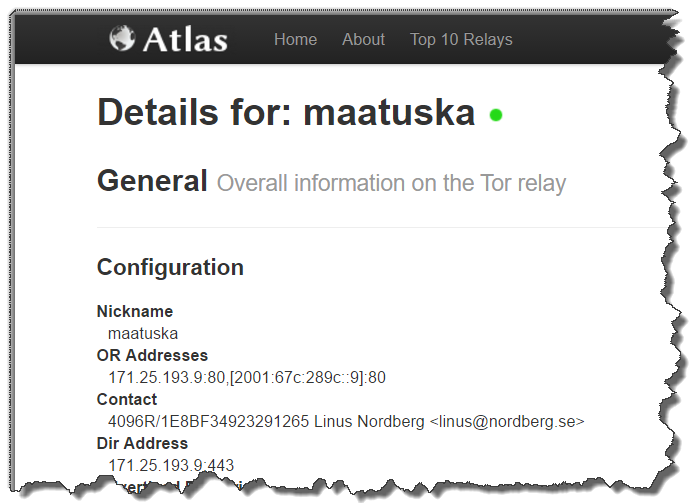 Atlas Home About Top 10 Relays
Details for: maatuska
General Overall information on the Tor relay
Configuration
Nickname
maatuska
OR Addresses
171.25.193.9:80,[2001:67c:289c::9]:80
Contact
4096R/1E8BF34923291265 Linus Nordberg <linus@nordberg.se>
Dir Address
171.25.193.9:443